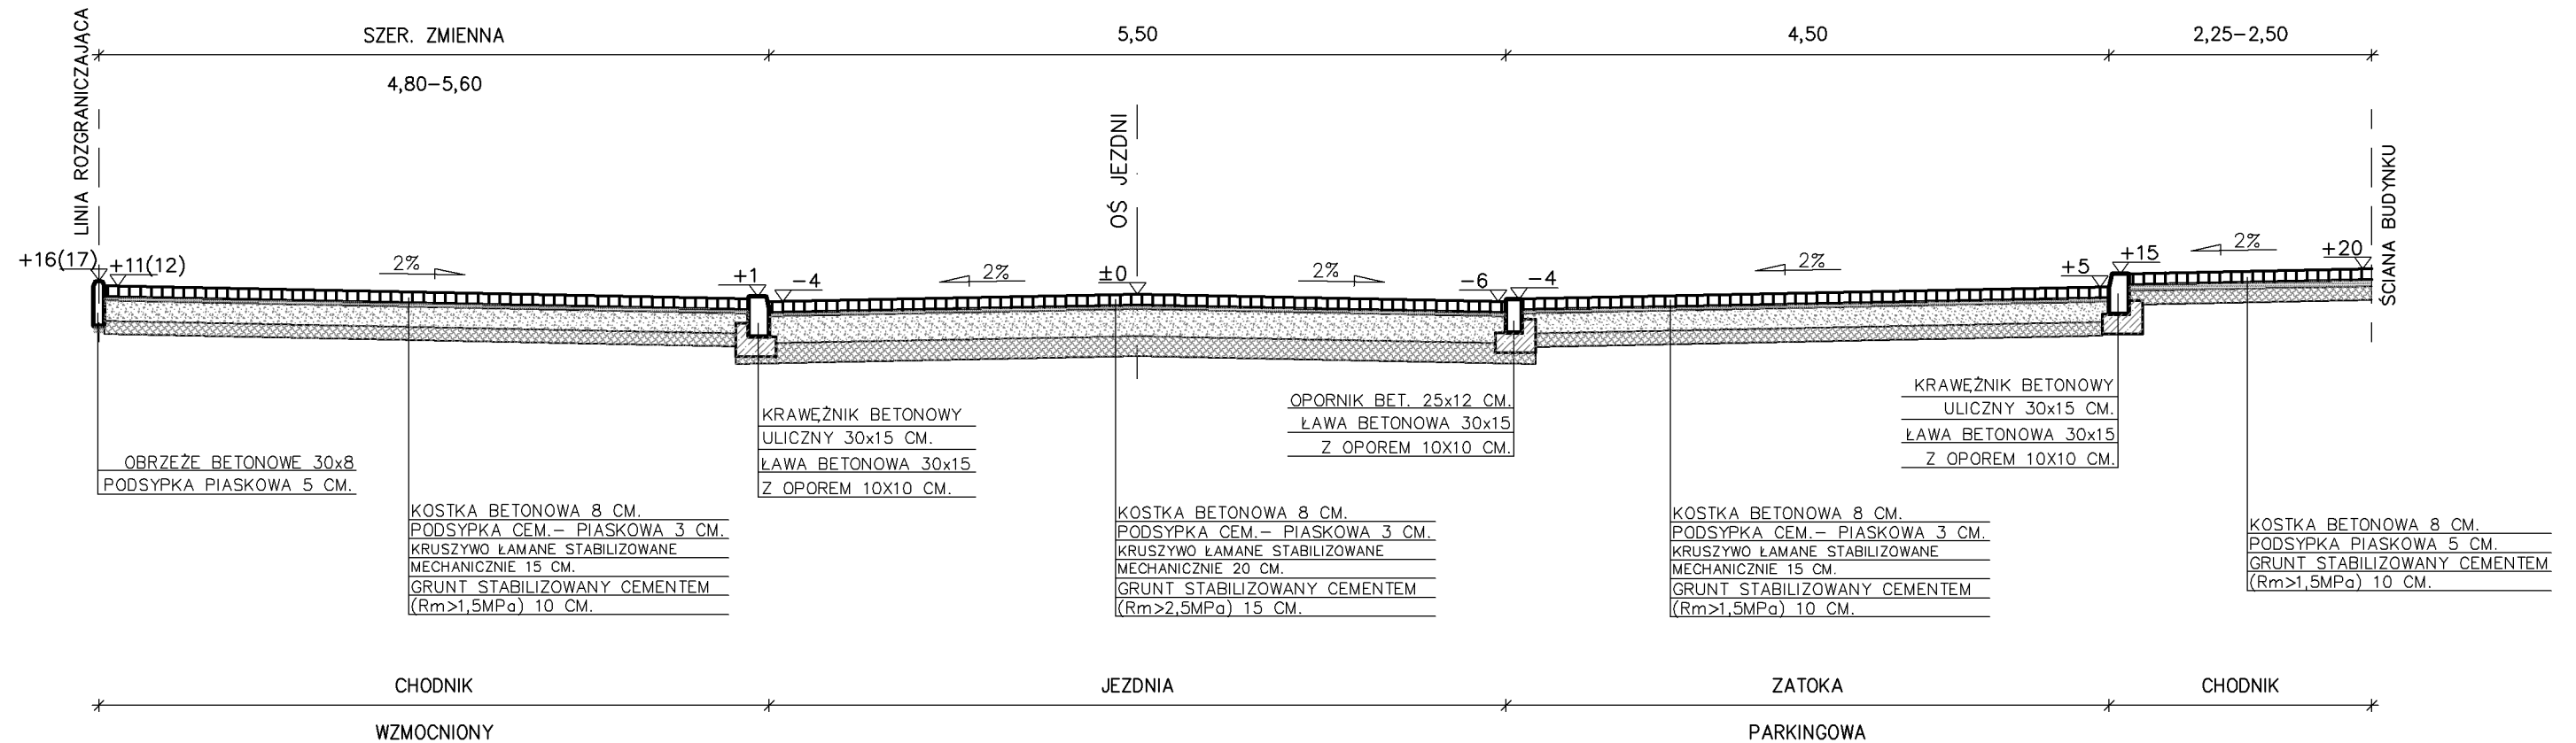 LINIA ROZGRANICZAJĄCA
SZER. ZMIENNA
4,80-5,60
5,50
4,50
2,25-2,50
OŚ JEZDNI
ŚCIANA BUDYNKU
+16(17)
+11(12)
2%
+1
-4
2%
±0
2%
-6
-4
2%
+5
+15
2%
+20
OBRZEŻE BETONOWE 30x8
PODSYPKA PIASKOWA 5 CM.
KOSTKA BETONOWA 8 CM.
PODSYPKA CEM.- PIASKOWA 3 CM.
KRUSZYWO ŁAMANE STABILIZOWANE
MECHANICZNIE 15 CM.
GRUNT STABILIZOWANY CEMENTEM
(Rm>1,5MPa) 10 CM.
KRAWĘŻNIK BETONOWY
ULICZNY 30x15 CM.
ŁAWA BETONOWA 30x15
Z OPOREM 10X10 CM.
KOSTKA BETONOWA 8 CM.
PODSYPKA CEM.- PIASKOWA 3 CM.
KRUSZYWO ŁAMANE STABILIZOWANE
MECHANICZNIE 20 CM.
GRUNT STABILIZOWANY CEMENTEM
(Rm>2,5MPa) 15 CM.
OPORNIK BET. 25x12 CM.
ŁAWA BETONOWA 30x15
Z OPOREM 10X10 CM.
KOSTKA BETONOWA 8 CM.
PODSYPKA CEM.- PIASKOWA 3 CM.
KRUSZYWO ŁAMANE STABILIZOWANE
MECHANICZNIE 15 CM.
GRUNT STABILIZOWANY CEMENTEM
(Rm>1,5MPa) 10 CM.
KRAWĘŻNIK BETONOWY
ULICZNY 30x15 CM.
ŁAWA BETONOWA 30x15
Z OPOREM 10X10 CM.
KOSTKA BETONOWA 8 CM.
PODSYPKA PIASKOWA 5 CM.
GRUNT STABILIZOWANY CEMENTEM
(Rm>1,5MPa) 10 CM.
CHODNIK
WZMOCNIONY
JEZDNIA
ZATOKA
PARKINGOWA
CHODNIK